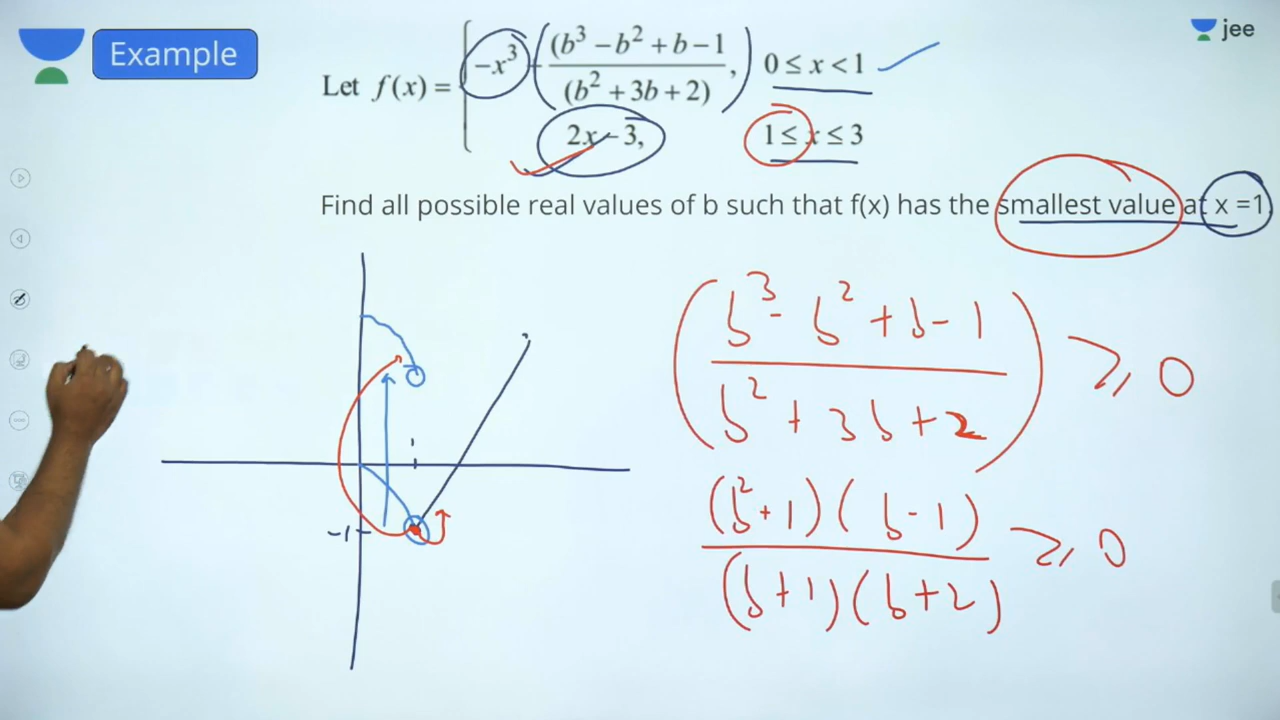 Example
jee
Let f(x) = { -x³ + ( (b³ - b² + b - 1) / (b² + 3b + 2) ), 0 ≤ x < 1
2x - 3, 1 ≤ x ≤ 3
Find all possible real values of b such that f(x) has the smallest value at x =1
1
-1
( (b³ - b² + b - 1) / (b² + 3b + 2) ) ≥ 0
(b² + 1)(b - 1) / (b + 1)(b + 2) ≥ 0